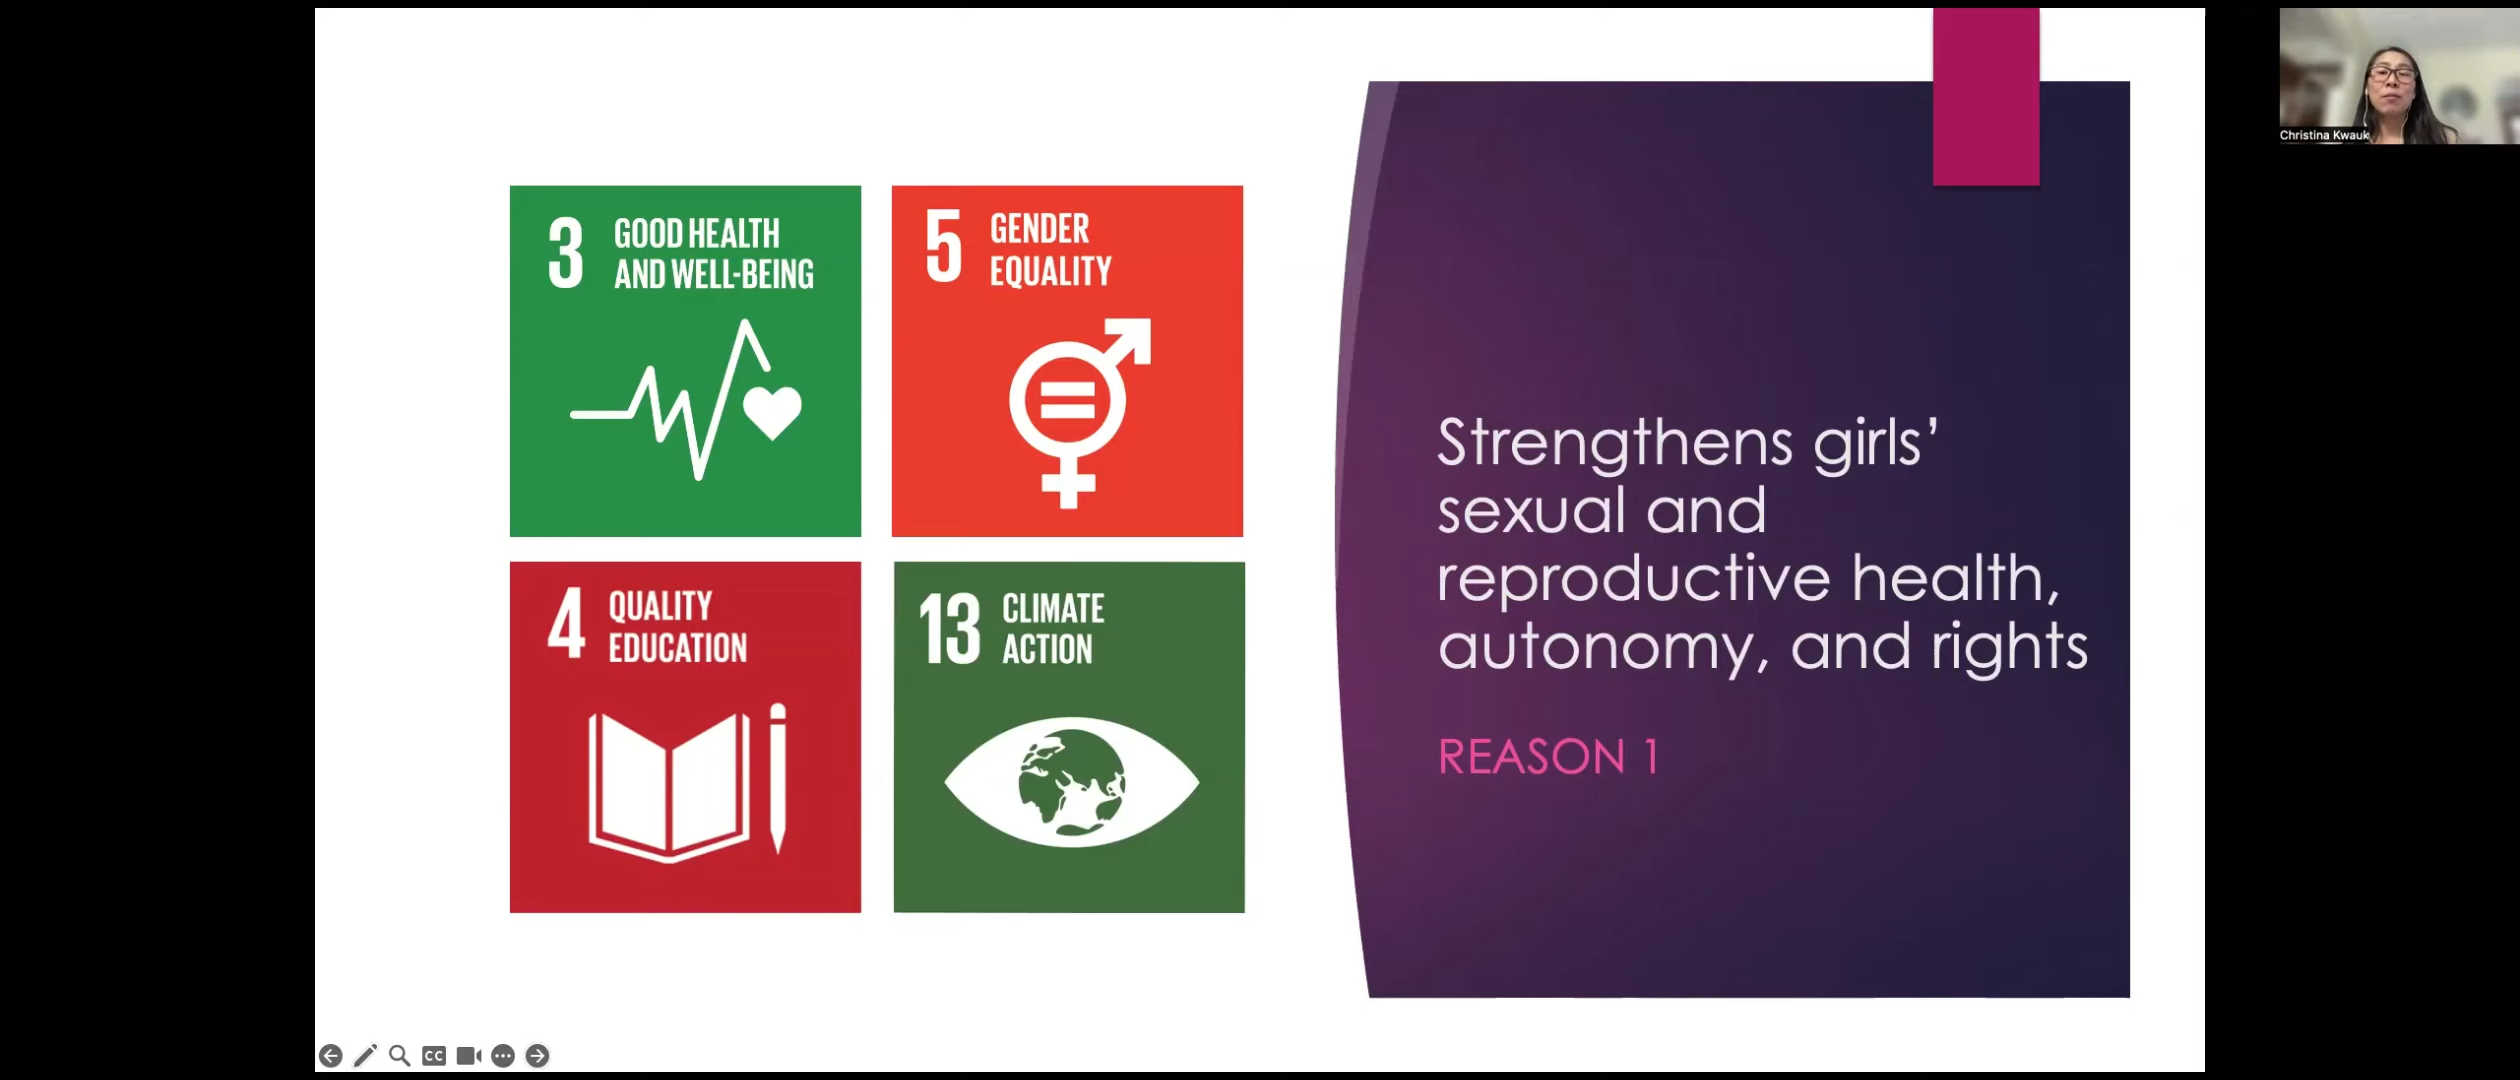 3
GOOD HEALTH
AND WELL-BEING
5
GENDER
EQUALITY
4
QUALITY
EDUCATION
13
CLIMATE
ACTION
Strengthens girls’
sexual and
reproductive health,
autonomy, and rights
REASON 1
Christina Kwauk
CC